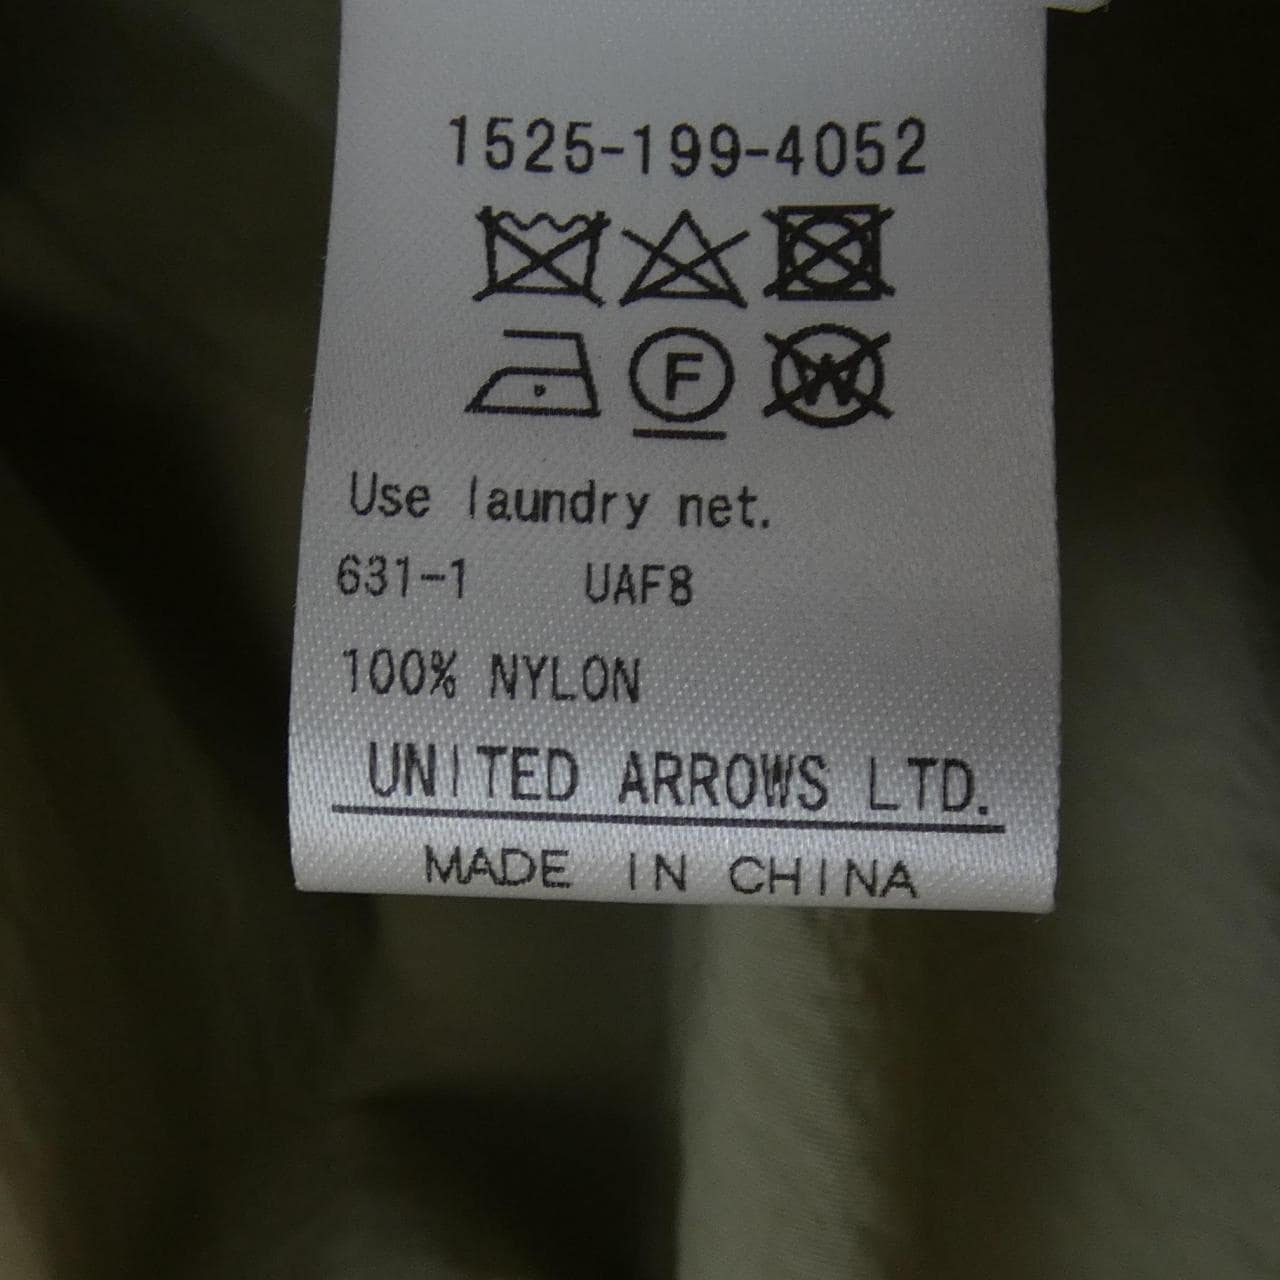 1525-199-4052
F W
Use laundry net.
631-1 UAF8
100% NYLON
UNITED ARROWS LTD.
MADE IN CHINA